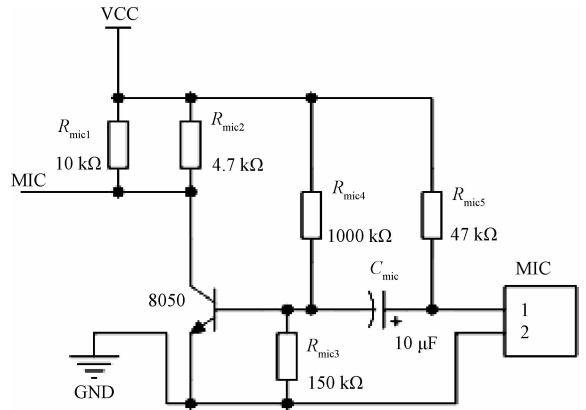 VCC
Rmic1
10 kΩ
Rmic2
4.7 kΩ
MIC
Rmic4
1000 kΩ
Rmic5
47 kΩ
8050
Cmic
+
10 μF
MIC
1
2
Rmic3
150 kΩ
GND